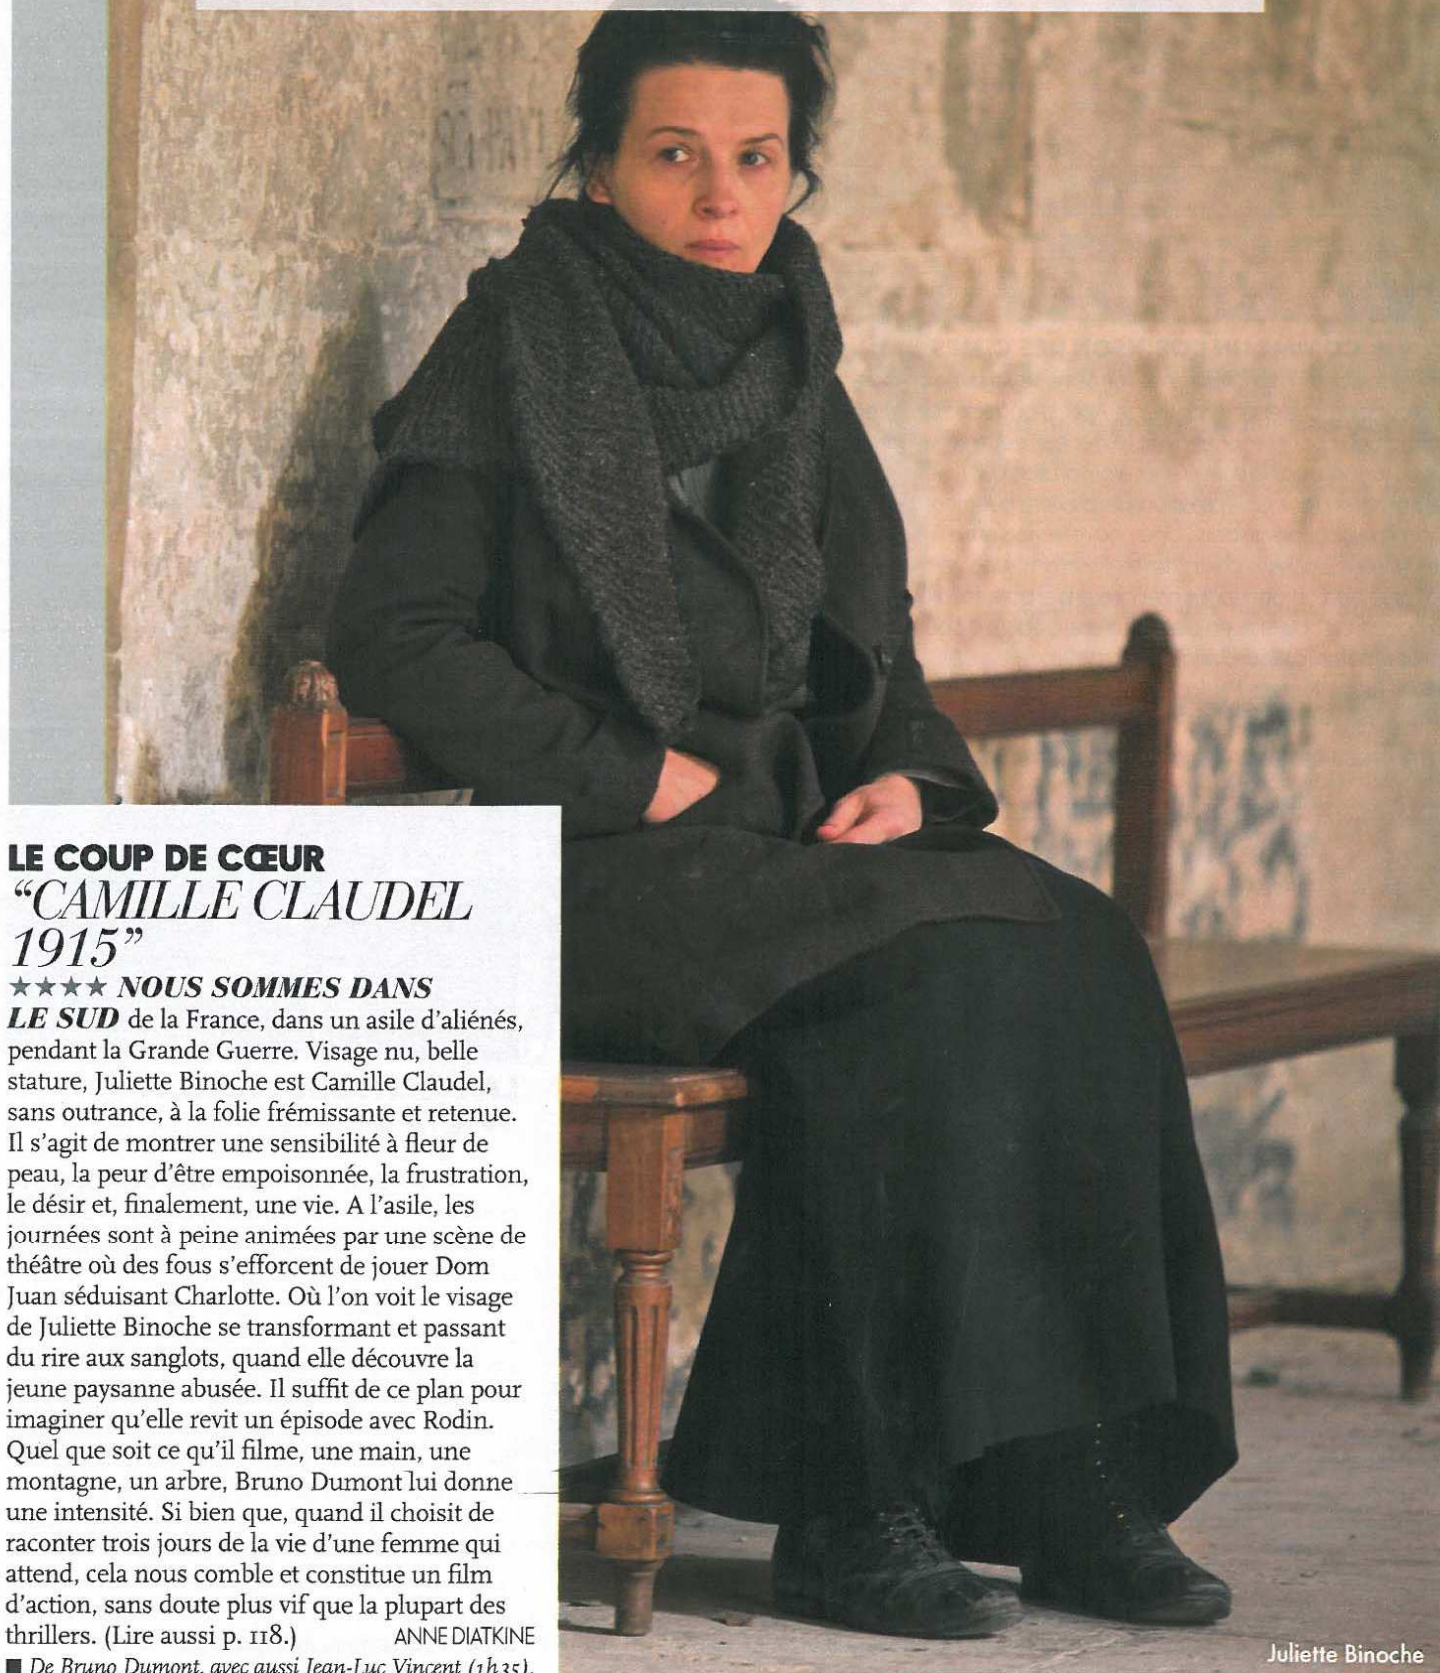 LE COUP DE CŒUR
“CAMILLE CLAUDEL
1915”
★★★★ NOUS SOMMES DANS
LE SUD de la France, dans un asile d’aliénés,
pendant la Grande Guerre. Visage nu, belle
stature, Juliette Binoche est Camille Claudel,
sans outrance, à la folie frémissante et retenue.
Il s’agit de montrer une sensibilité à fleur de
peau, la peur d’être empoisonnée, la frustration,
le désir et, finalement, une vie. A l’asile, les
journées sont à peine animées par une scène de
théâtre où des fous s’efforcent de jouer Dom
Juan séduisant Charlotte. Où l’on voit le visage
de Juliette Binoche se transformant et passant
du rire aux sanglots, quand elle découvre la
jeune paysanne abusée. Il suffit de ce plan pour
imaginer qu’elle revit un épisode avec Rodin.
Quel que soit ce qu’il filme, une main, une
montagne, un arbre, Bruno Dumont lui donne
une intensité. Si bien que, quand il choisit de
raconter trois jours de la vie d’une femme qui
attend, cela nous comble et constitue un film
d’action, sans doute plus vif que la plupart des
thrillers. (Lire aussi p. 118.) ANNE DIATKINE
■ De Bruno Dumont, avec aussi Jean-Luc Vincent (1h35).
Juliette Binoche